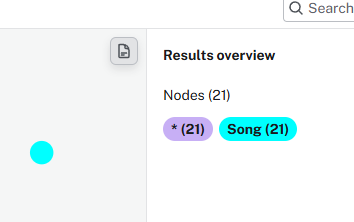 Search
Results overview
Nodes (21)
* (21) Song (21)